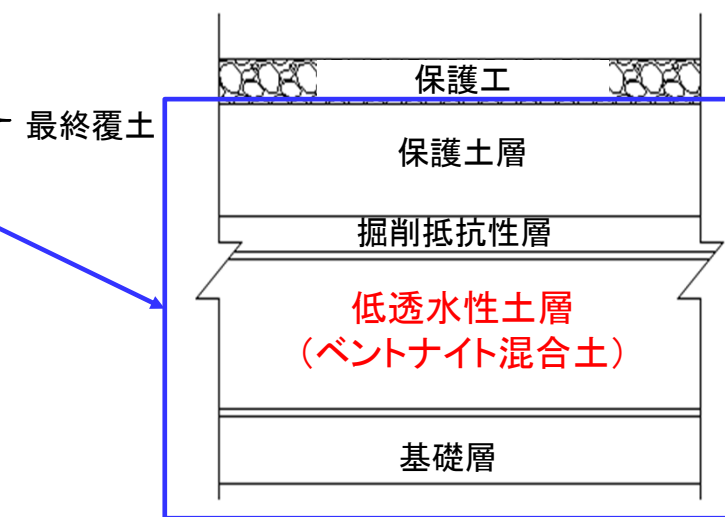 保護工
最終覆土
保護土層
掘削抵抗性層
低透水性土層
（ベントナイト混合土）
基礎層